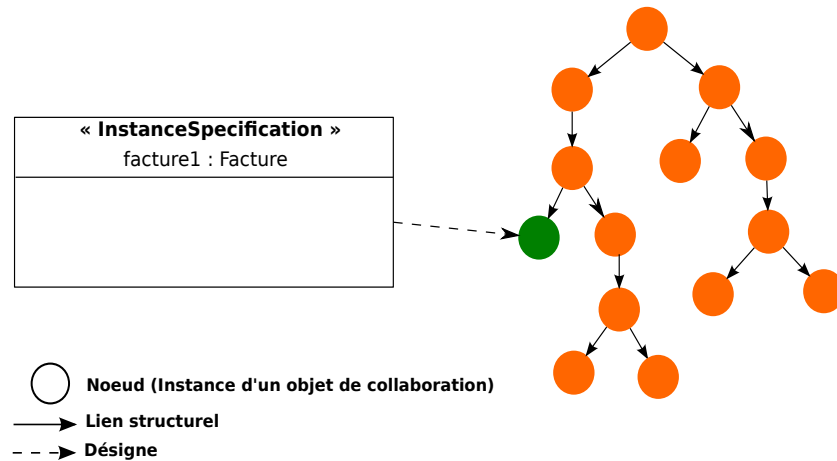 « InstanceSpecification »
facture1 : Facture
Noeud (Instance d'un objet de collaboration)
Lien structurel
Désigne